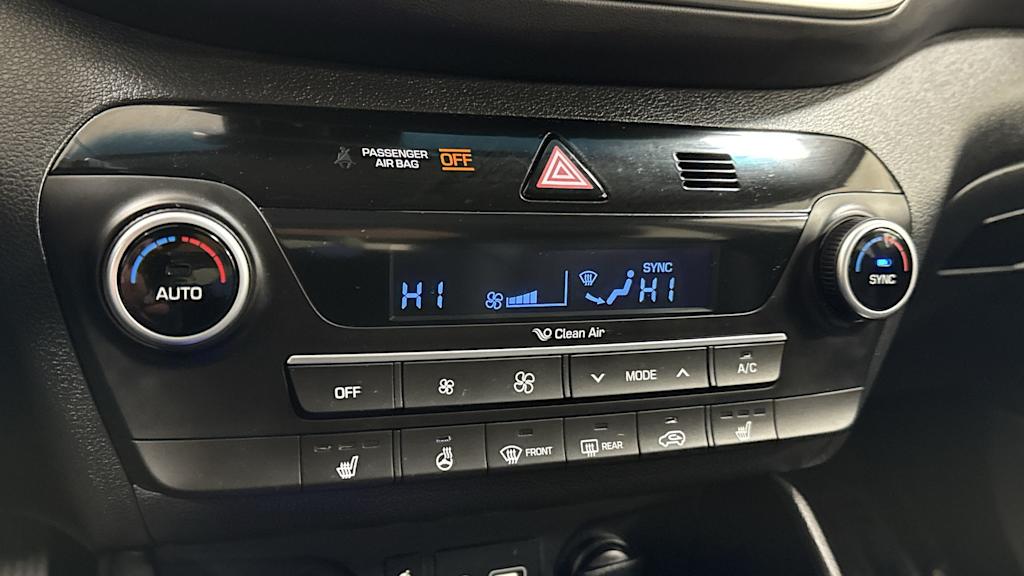 PASSENGER
AIR BAG
OFF
AUTO
HI
SYNC
HI
SYNC
Clean Air
OFF
MODE
A/C
FRONT
REAR